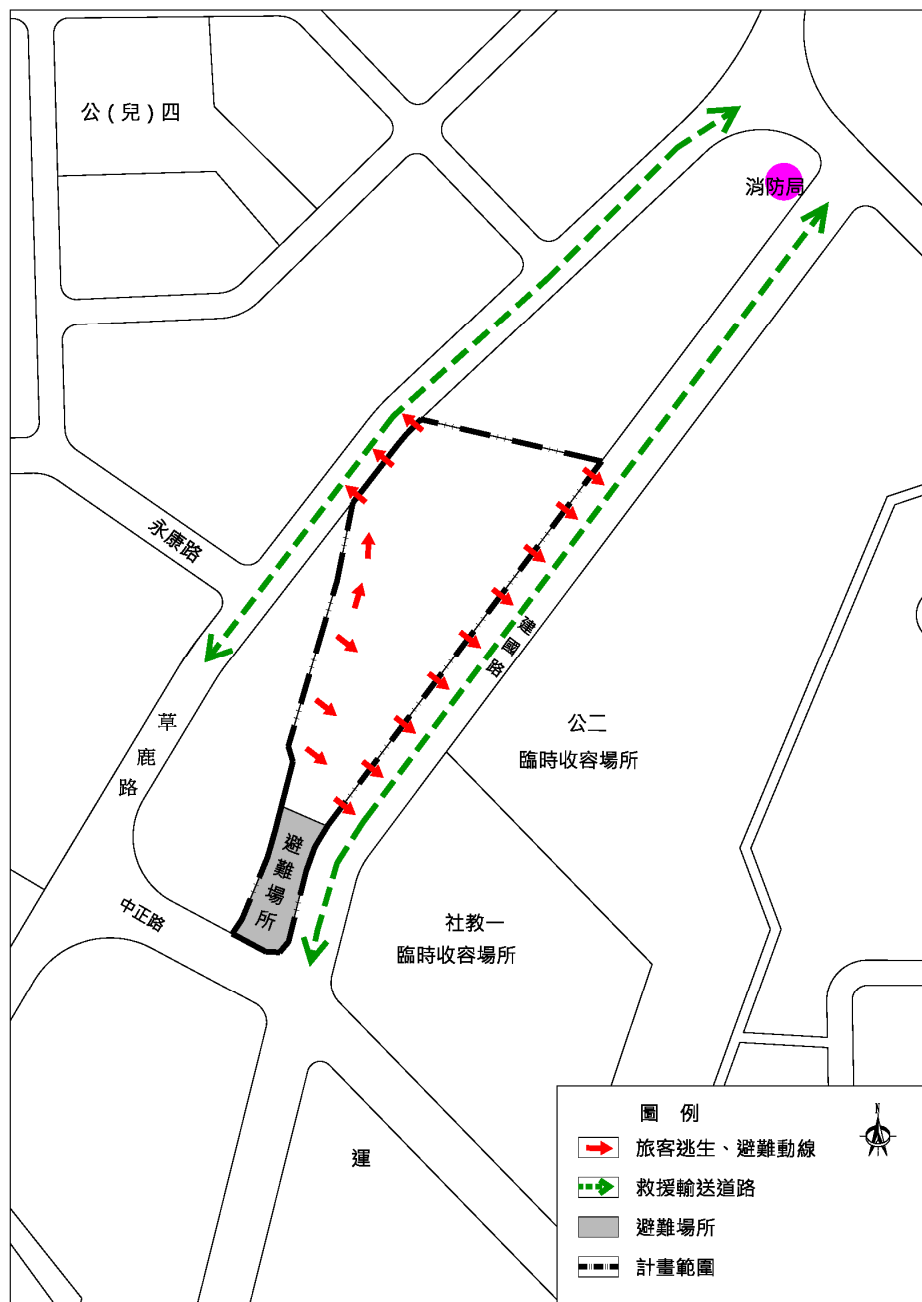 公(兒)四
消防局
永康路
建國路
草鹿路
公二
臨時收容場所
避難場所
中正路
社教一
臨時收容場所
運
圖 例
N
旅客逃生、避難動線
救援輸送道路
避難場所
計畫範圍